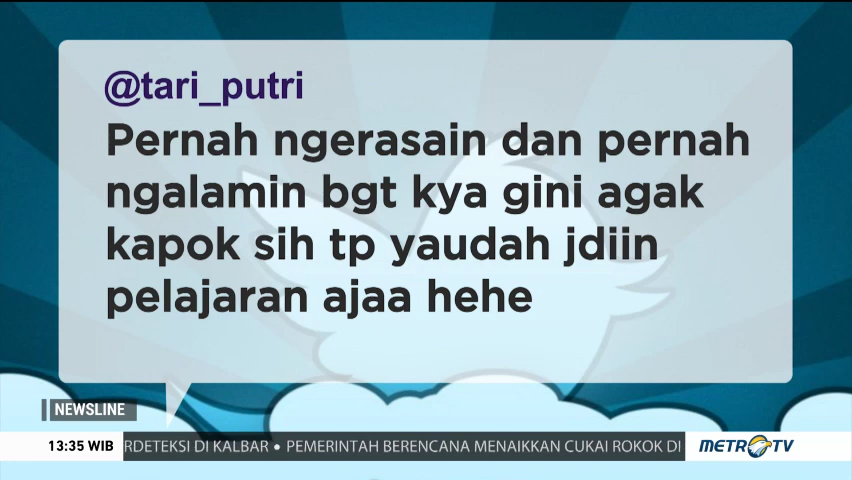 @tari_putri
Pernah ngerasain dan pernah
ngalamin bgt kya gini agak
kapok sih tp yaudah jdiin
pelajaran ajaa hehe
NEWSLINE
13:35 WIB
RDETEKSI DI KALBAR • PEMERINTAH BERENCANA MENAIKKAN CUKAI ROKOK DI
METRO TV